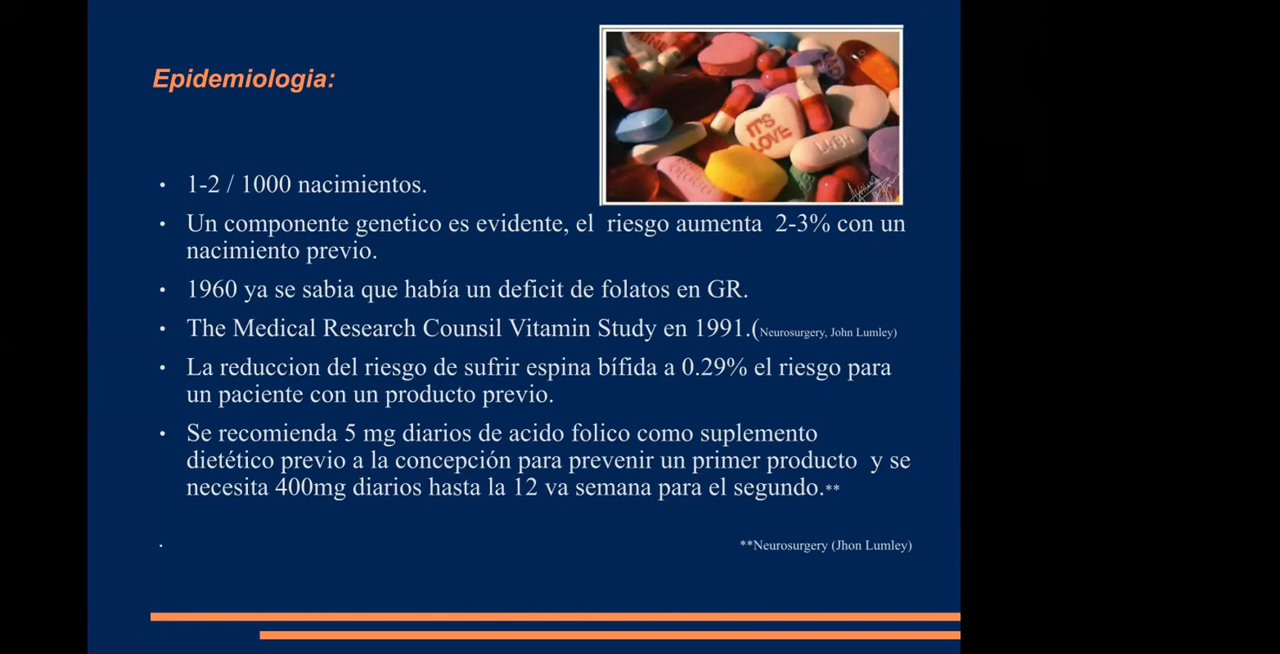 Epidemiologia:
IT'S
LOVE
• 1-2 / 1000 nacimientos.
• Un componente genetico es evidente, el riesgo aumenta 2-3% con un
nacimiento previo.
• 1960 ya se sabia que había un deficit de folatos en GR.
• The Medical Research Counsil Vitamin Study en 1991.(Neurosurgery, John Lumley)
• La reduccion del riesgo de sufrir espina bífida a 0.29% el riesgo para
un paciente con un producto previo.
• Se recomienda 5 mg diarios de acido folico como suplemento
dietético previo a la concepción para prevenir un primer producto y se
necesita 400mg diarios hasta la 12 va semana para el segundo.**
.
**Neurosurgery (Jhon Lumley)